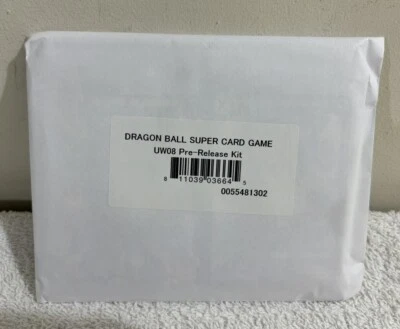 DRAGON BALL SUPER CARD GAME
UW08 Pre-Release Kit
8 11039 03664 5
0055481302